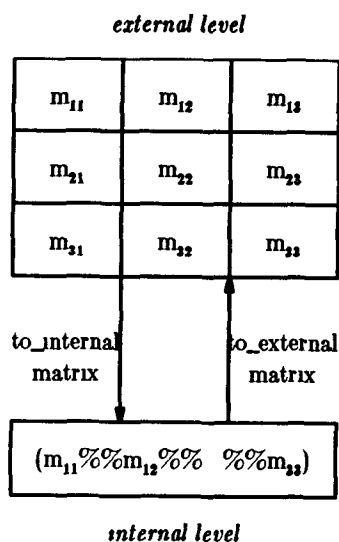 external level
m₁₁ m₁₂ m₁₃
m₂₁ m₂₂ m₂₃
m₃₁ m₃₂ m₃₃
to_internal to_external
matrix matrix
(m₁₁%%m₁₂%% %%m₃₃)
internal level